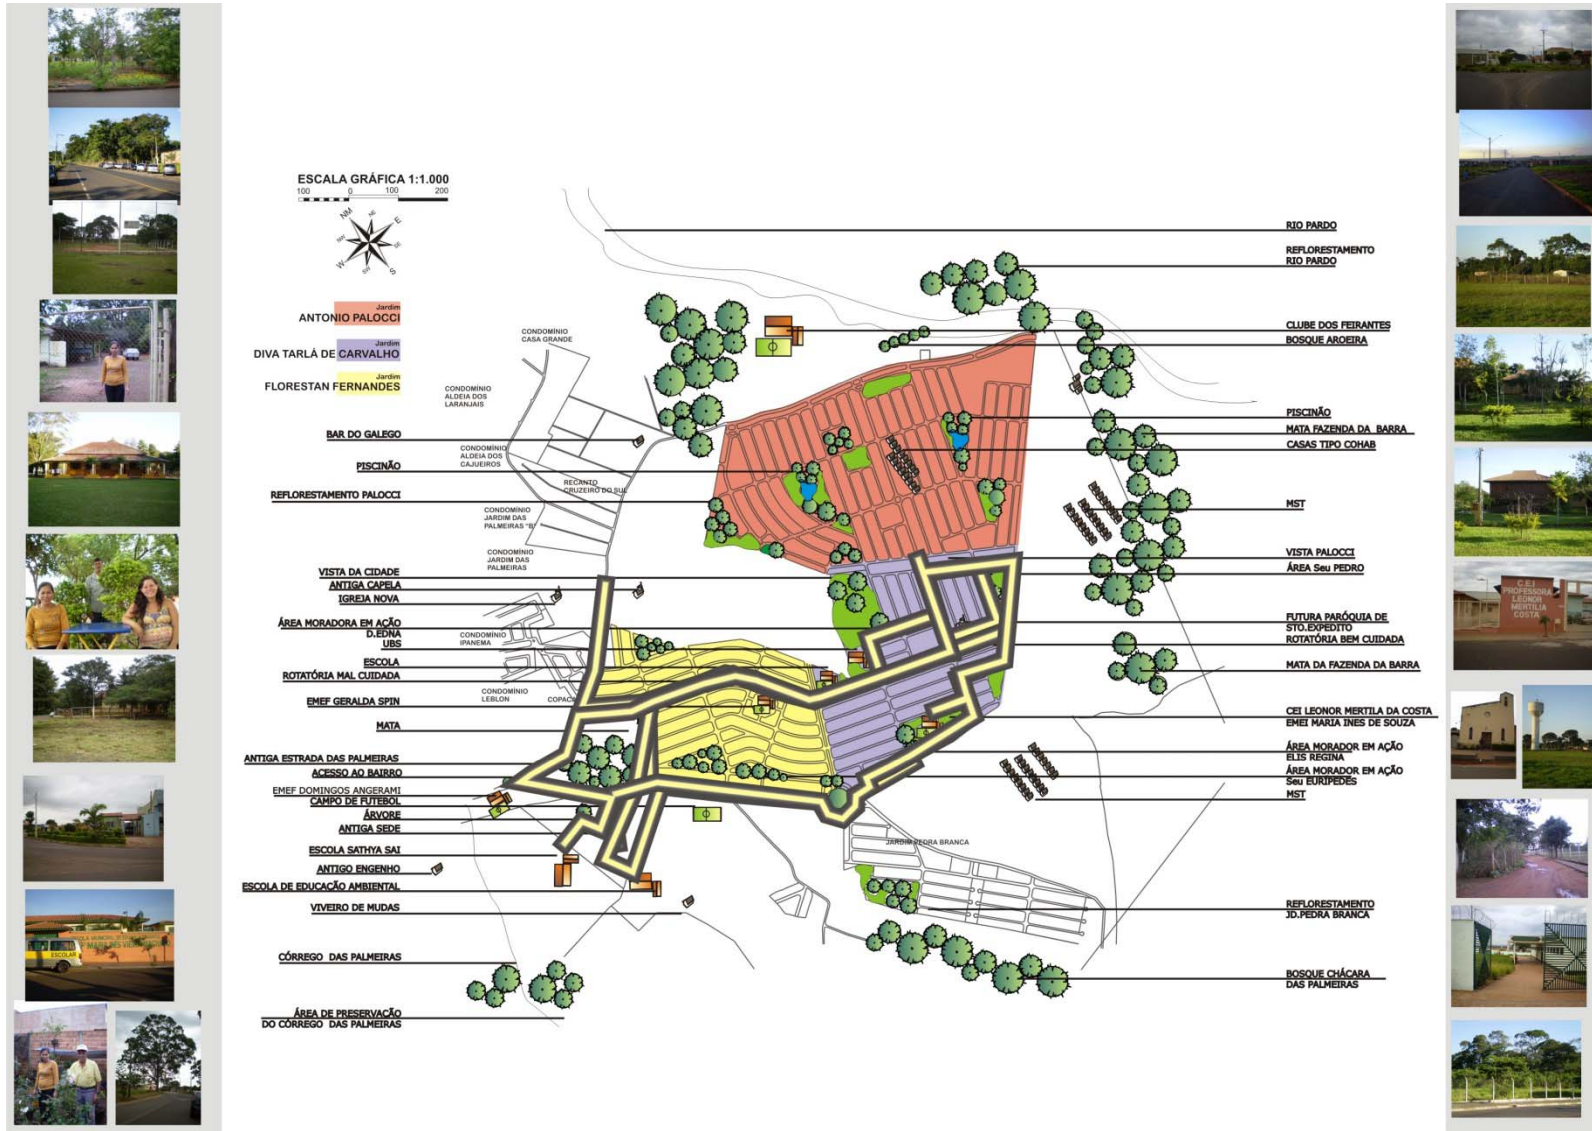 ESCALA GRÁFICA 1:1.000
100 0 100 200
NM
NE
E
NW
SE
W
SW
S
Jardim
ANTONIO PALOCCI
Jardim
DIVA TARLÁ DE CARVALHO
Jardim
FLORESTAN FERNANDES
CONDOMÍNIO
CASA GRANDE
CONDOMÍNIO
ALDEIA DOS
LARANJAIS
CONDOMÍNIO
ALDEIA DOS
CAJUEIROS
RECANTO
CRUZEIRO DO SUL
CONDOMÍNIO
JARDIM DAS
PALMEIRAS "B"
CONDOMÍNIO
JARDIM DAS
PALMEIRAS
CONDOMÍNIO
IPANEMA
CONDOMÍNIO
LEBLON
COPACA
BAR DO GALEGO
PISCINÃO
REFLORESTAMENTO PALOCCI
VISTA DA CIDADE
ANTIGA CAPELA
IGREJA NOVA
ÁREA MORADORA EM AÇÃO
D.EDNA
UBS
ESCOLA
ROTATÓRIA MAL CUIDADA
EMEF GERALDA SPIN
MATA
ANTIGA ESTRADA DAS PALMEIRAS
ACESSO AO BAIRRO
EMEF DOMINGOS ANGERAMI
CAMPO DE FUTEBOL
ÁRVORE
ANTIGA SEDE
ESCOLA SATHYA SAI
ANTIGO ENGENHO
ESCOLA DE EDUCAÇÃO AMBIENTAL
VIVEIRO DE MUDAS
CÓRREGO DAS PALMEIRAS
ÁREA DE PRESERVAÇÃO
DO CÓRREGO DAS PALMEIRAS
JARDIM PEDRA BRANCA
RIO PARDO
REFLORESTAMENTO
RIO PARDO
CLUBE DOS FEIRANTES
BOSQUE AROEIRA
PISCINÃO
MATA FAZENDA DA BARRA
CASAS TIPO COHAB
MST
VISTA PALOCCI
ÁREA Seu PEDRO
FUTURA PARÓQUIA DE
STO.EXPEDITO
ROTATÓRIA BEM CUIDADA
MATA DA FAZENDA DA BARRA
CEI LEONOR MERTILA DA COSTA
EMEI MARIA INES DE SOUZA
ÁREA MORADOR EM AÇÃO
ELIS REGINA
ÁREA MORADOR EM AÇÃO
Seu EURIPEDES
MST
REFLORESTAMENTO
JD.PEDRA BRANCA
BOSQUE CHÁCARA
DAS PALMEIRAS
ESCOLAR
C.E.I
PROFESSORA
LEONOR
MERTILIA
COSTA